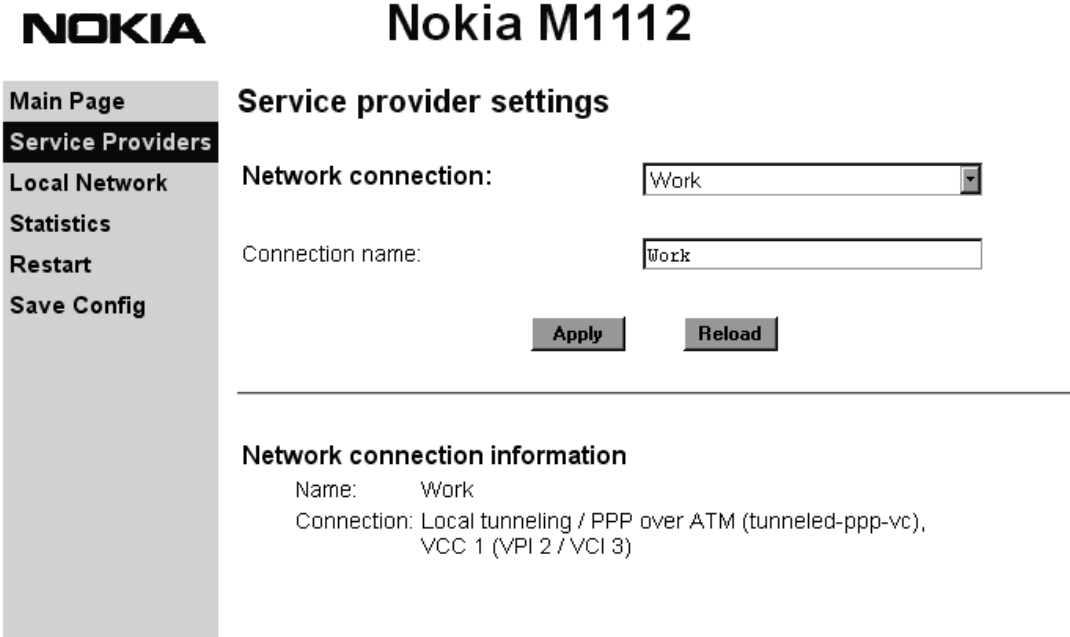 NOKIA
Nokia M1112
Main Page
Service Providers
Local Network
Statistics
Restart
Save Config
Service provider settings
Network connection: Work
Connection name: Work
Apply Reload
Network connection information
Name: Work
Connection: Local tunneling / PPP over ATM (tunneled-ppp-vc),
VCC 1 (VPI 2 / VCI 3)